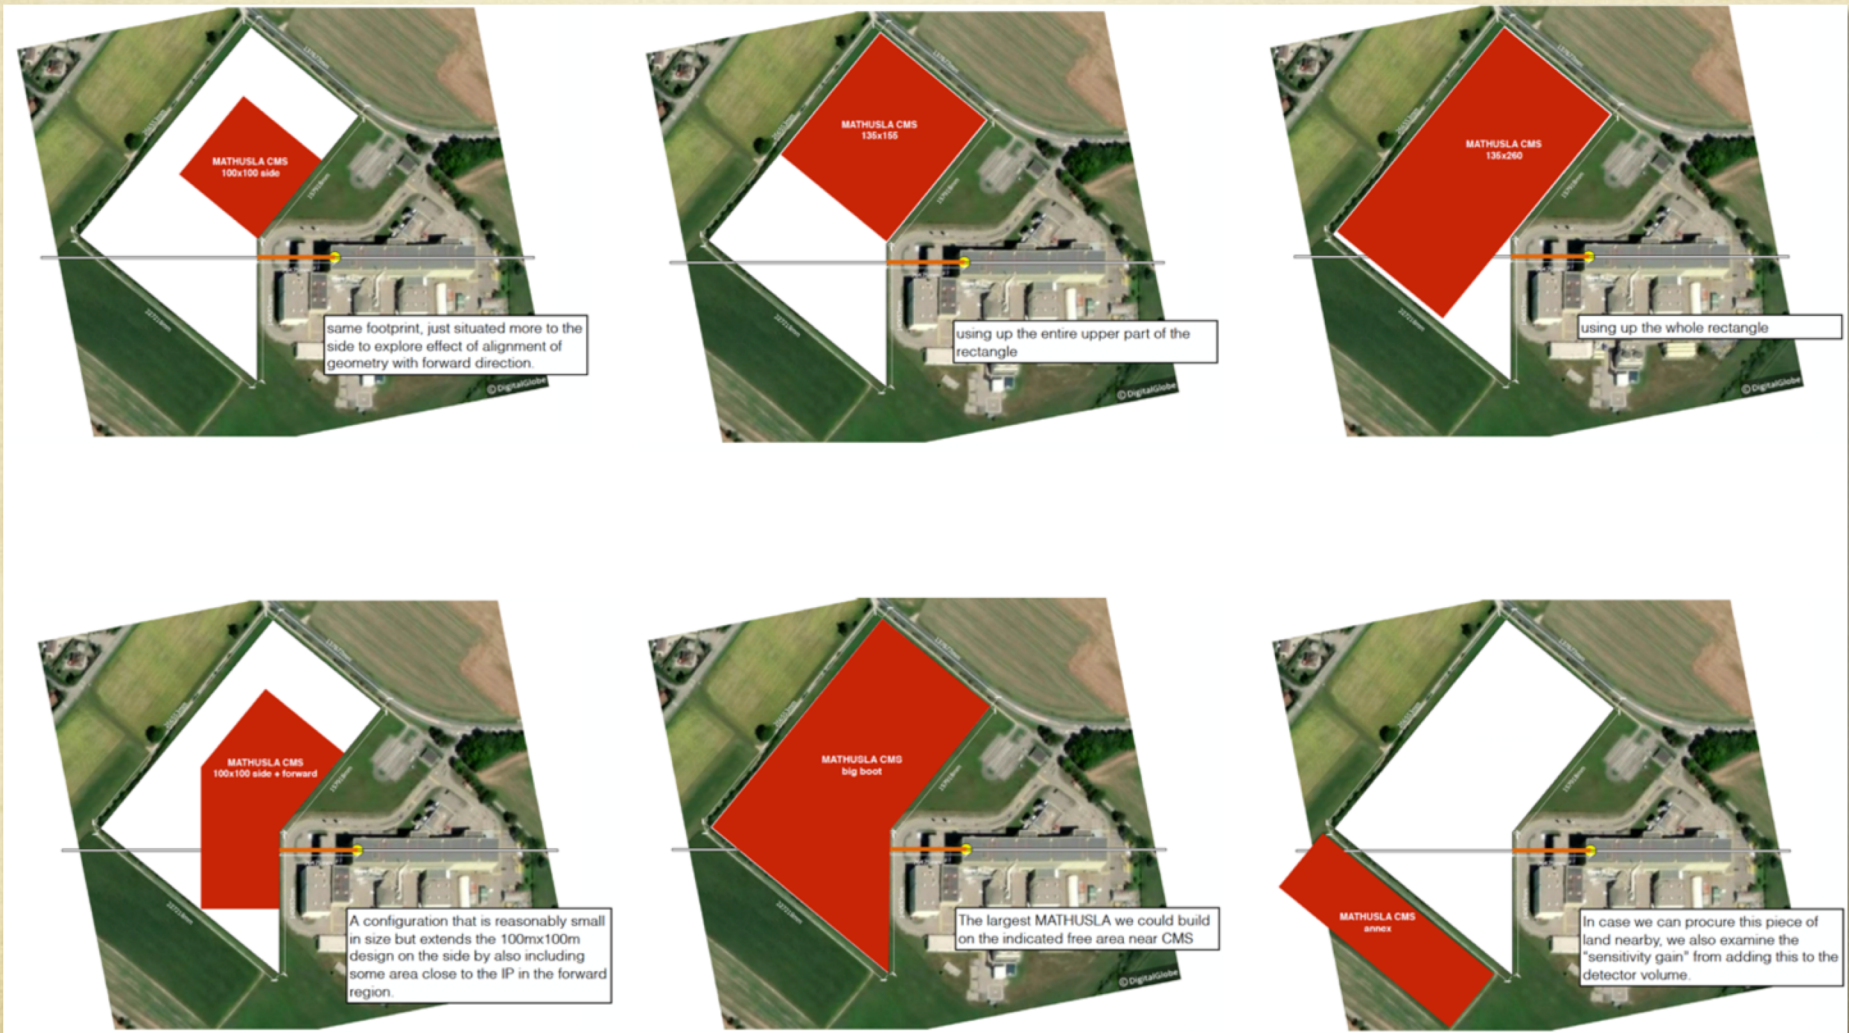 MATHUSLA CMS
100x100 side
same footprint, just situated more to the
side to explore effect of alignment of
geometry with forward direction.
©DigitalGlobe
MATHUSLA CMS
135x155
using up the entire upper part of the
rectangle
©DigitalGlobe
MATHUSLA CMS
135x260
using up the whole rectangle
©DigitalGlobe
MATHUSLA CMS
100x100 side + forward
A configuration that is reasonably small
in size but extends the 100mx100m
design on the side by also including
some area close to the IP in the forward
region.
MATHUSLA CMS
big boot
The largest MATHUSLA we could build
on the indicated free area near CMS
©DigitalGlobe
MATHUSLA CMS
annex
In case we can procure this piece of
land nearby, we also examine the
"sensitivity gain" from adding this to the
detector volume.